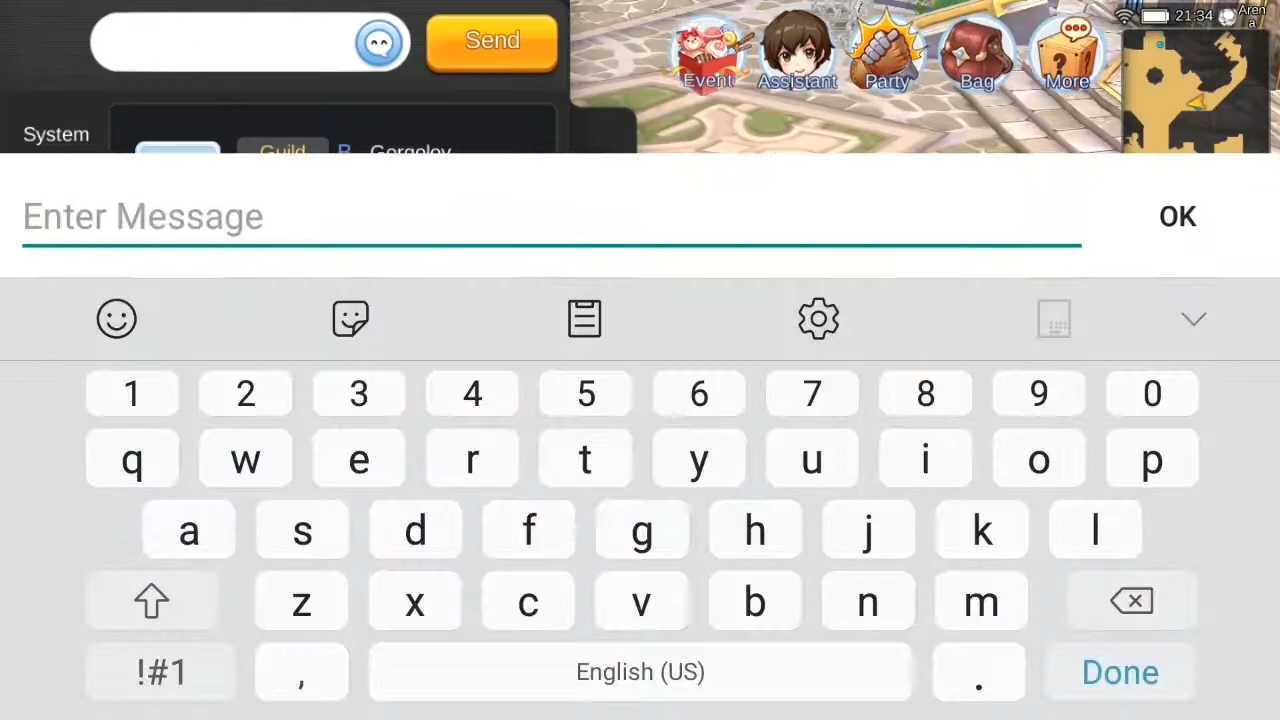 Send
Event Assistant Party Bag More
21:34 Aren
a
System
Guild
Enter Message
OK
1 2 3 4 5 6 7 8 9 0
q w e r t y u i o p
a s d f g h j k l
z x c v b n m
!#1 , English (US) . Done